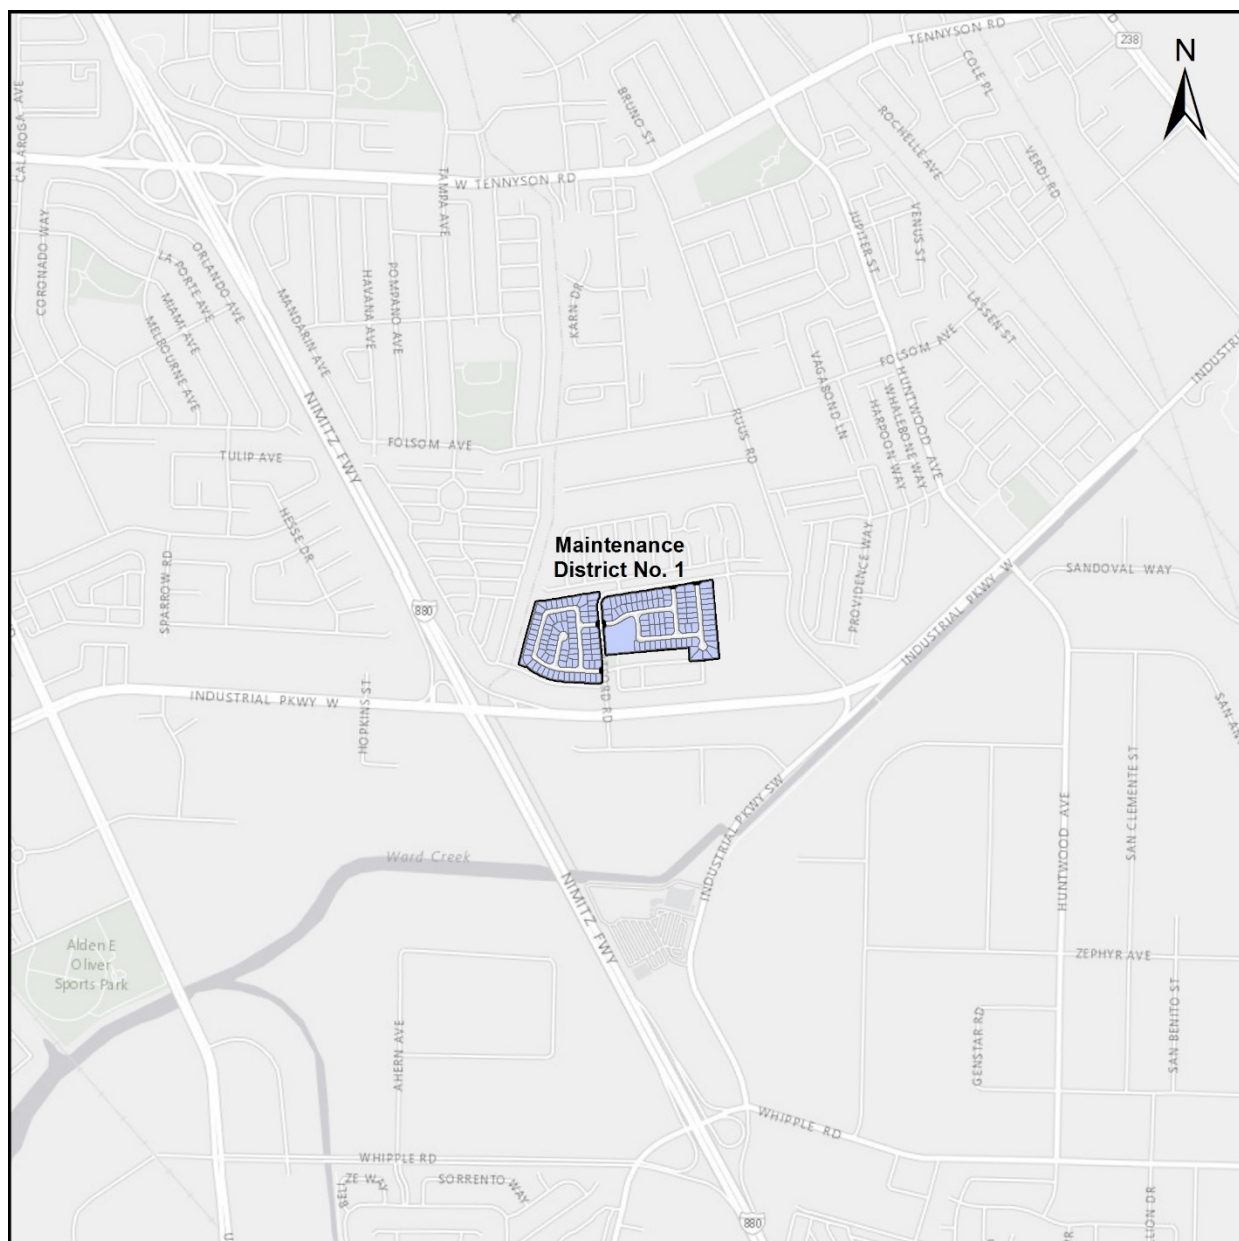 N
TENNYSON RD
238
COLE PL
CALAROGA AVE
BRUNO ST
ROCHELLE AVE
VERDI RD
TAMPA AVE
W TENNYSON RD
CORONADO WAY
ORLANDO AVE
LA PORTE AVE
MIAMI AVE
MELBOURNE AVE
MANDARIN AVE
HAVANA AVE
POMPANO AVE
KARN DR
JUPITER ST
VENUS ST
LASSEN ST
FOLSOM AVE
VAGABOND LN
HUNTWOOD AVE
WHALEBONE WAY
HARPOON WAY
NIMITZ FWY
RUUS RD
FOLSOM AVE
TULIP AVE
HESSE DR
SPARROW RD
PROVIDENCE WAY
SANDOVAL WAY
Maintenance
District No. 1
880
INDUSTRIAL PKWY W
INDUSTRIAL PKWY W
HOPKINS ST
SAN CLEMENTE ST
HUNTWOOD AVE
INDUSTRIAL PKWY SW
Ward Creek
NIMITZ FWY
Alden E
Oliver
Sports Park
ZEPHYR AVE
SAN BENITO ST
GENSTAR RD
AHERN AVE
WHIPPLE RD
WHIPPLE RD
ZE WAY
SORRENTO WAY
880